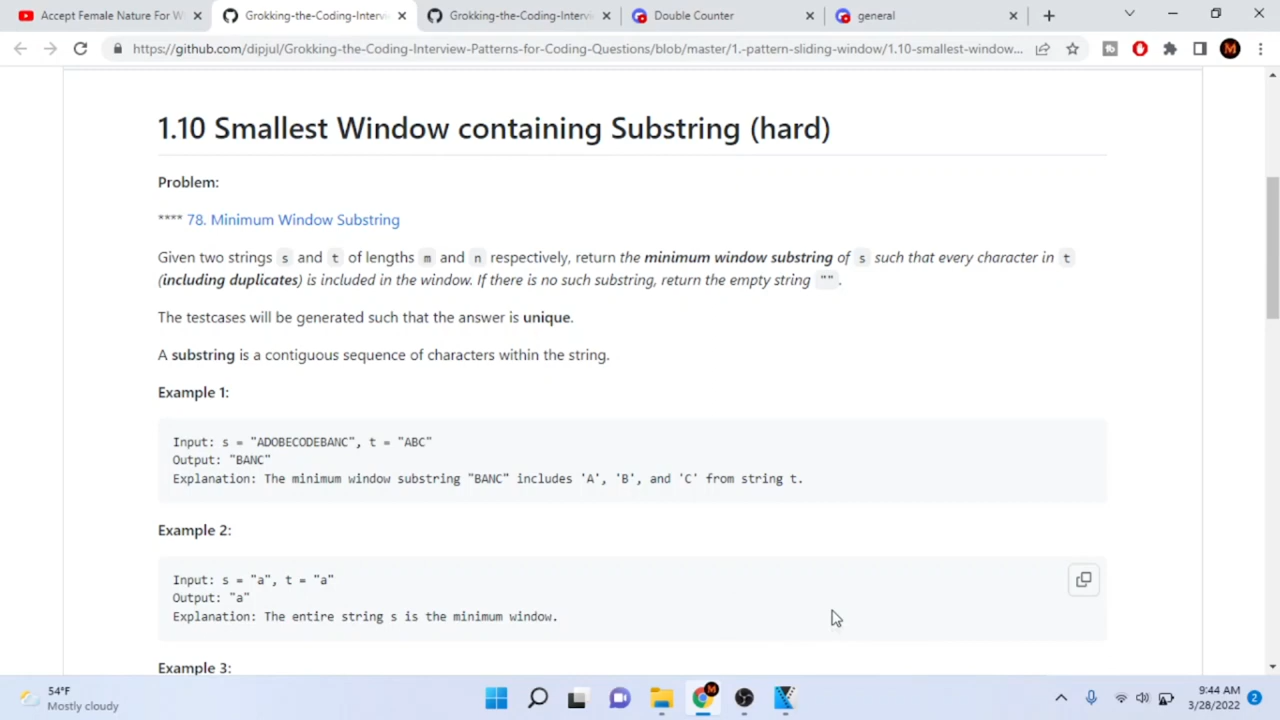 Accept Female Nature For W
Grokking-the-Coding-Intervi
Grokking-the-Coding-Intervi
Double Counter
general
https://github.com/dipjul/Grokking-the-Coding-Interview-Patterns-for-Coding-Questions/blob/master/1.-pattern-sliding-window/1.10-smallest-window...
M
1.10 Smallest Window containing Substring (hard)
Problem:
**** 78. Minimum Window Substring
Given two strings s and t of lengths m and n respectively, return the minimum window substring of s such that every character in t
(including duplicates) is included in the window. If there is no such substring, return the empty string "".
The testcases will be generated such that the answer is unique.
A substring is a contiguous sequence of characters within the string.
Example 1:
Input: s = "ADOBECODEBANC", t = "ABC"
Output: "BANC"
Explanation: The minimum window substring "BANC" includes 'A', 'B', and 'C' from string t.
Example 2:
Input: s = "a", t = "a"
Output: "a"
Explanation: The entire string s is the minimum window.
Example 3:
54°F
Mostly cloudy
M
9:44 AM
3/28/2022
2